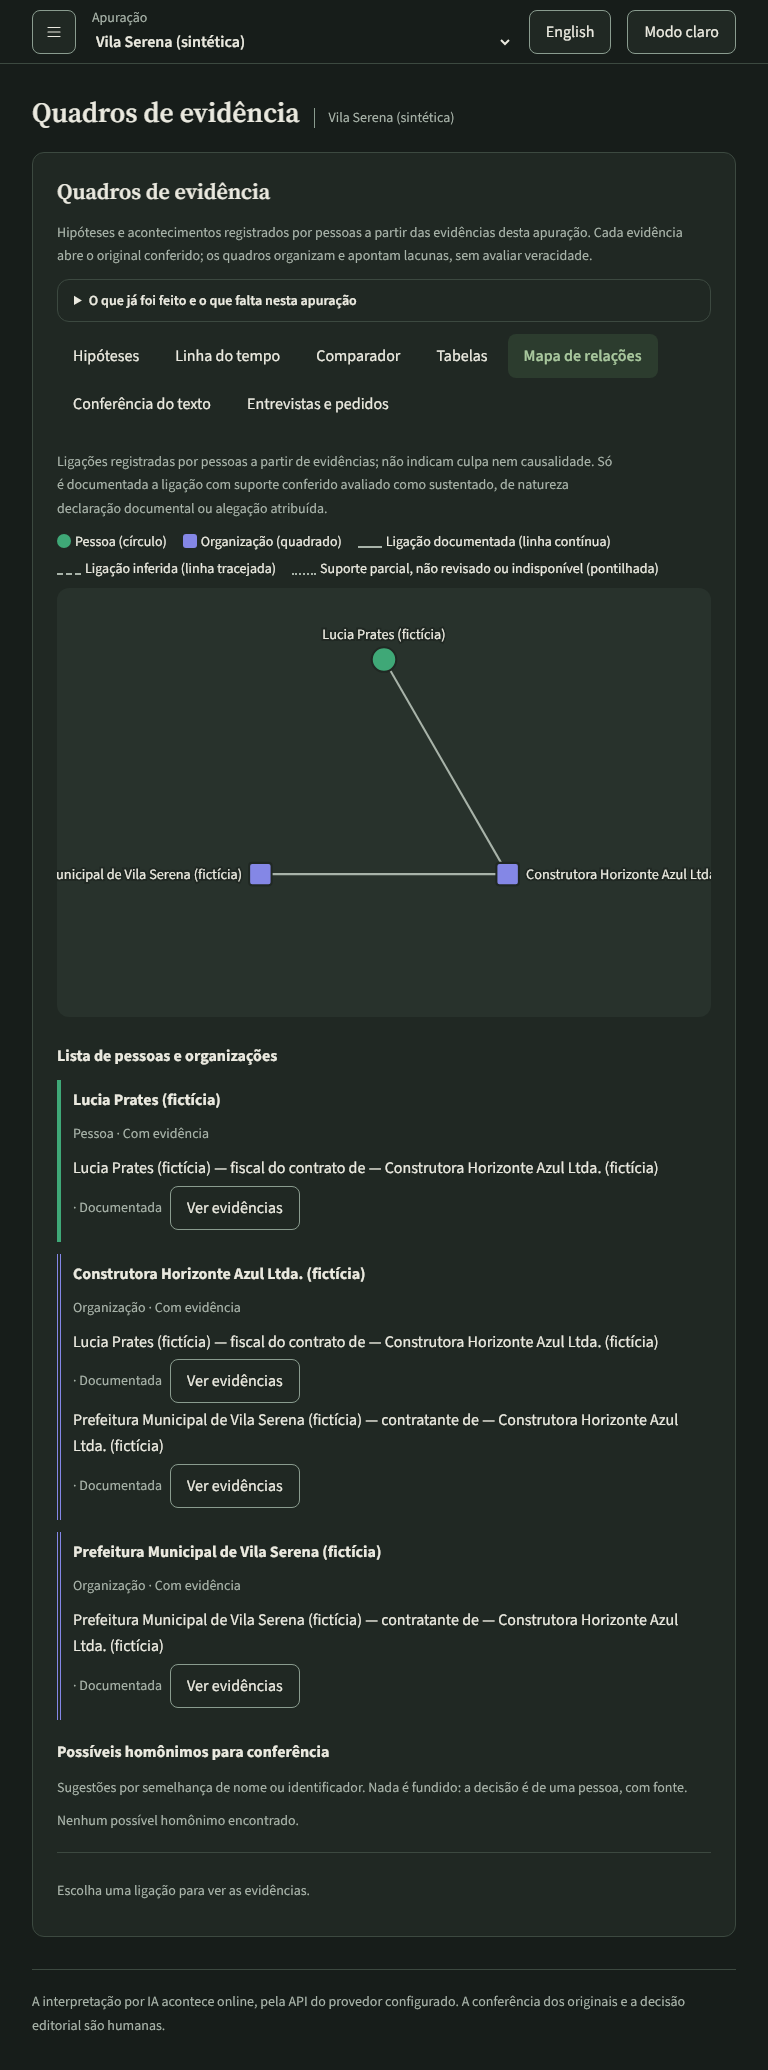 Apuração
Vila Serena (sintética)
English
Modo claro
Quadros de evidência
Vila Serena (sintética)
Quadros de evidência
Hipóteses e acontecimentos registrados por pessoas a partir das evidências desta apuração. Cada evidência
abre o original conferido; os quadros organizam e apontam lacunas, sem avaliar veracidade.
O que já foi feito e o que falta nesta apuração
Hipóteses
Linha do tempo
Comparador
Tabelas
Mapa de relações
Conferência do texto
Entrevistas e pedidos
Ligações registradas por pessoas a partir de evidências; não indicam culpa nem causalidade. Só
é documentada a ligação com suporte conferido avaliado como sustentado, de natureza
declaração documental ou alegação atribuída.
Pessoa (círculo)
Organização (quadrado)
Ligação documentada (linha contínua)
Ligação inferida (linha tracejada)
Suporte parcial, não revisado ou indisponível (pontilhada)
Lucia Prates (fictícia)
unicipal de Vila Serena (fictícia)
Construtora Horizonte Azul Ltda
Lista de pessoas e organizações
Lucia Prates (fictícia)
Pessoa · Com evidência
Lucia Prates (fictícia) — fiscal do contrato de — Construtora Horizonte Azul Ltda. (fictícia)
· Documentada
Ver evidências
Construtora Horizonte Azul Ltda. (fictícia)
Organização · Com evidência
Lucia Prates (fictícia) — fiscal do contrato de — Construtora Horizonte Azul Ltda. (fictícia)
· Documentada
Ver evidências
Prefeitura Municipal de Vila Serena (fictícia) — contratante de — Construtora Horizonte Azul
Ltda. (fictícia)
· Documentada
Ver evidências
Prefeitura Municipal de Vila Serena (fictícia)
Organização · Com evidência
Prefeitura Municipal de Vila Serena (fictícia) — contratante de — Construtora Horizonte Azul
Ltda. (fictícia)
· Documentada
Ver evidências
Possíveis homônimos para conferência
Sugestões por semelhança de nome ou identificador. Nada é fundido: a decisão é de uma pessoa, com fonte.
Nenhum possível homônimo encontrado.
Escolha uma ligação para ver as evidências.
A interpretação por IA acontece online, pela API do provedor configurado. A conferência dos originais e a decisão
editorial são humanas.